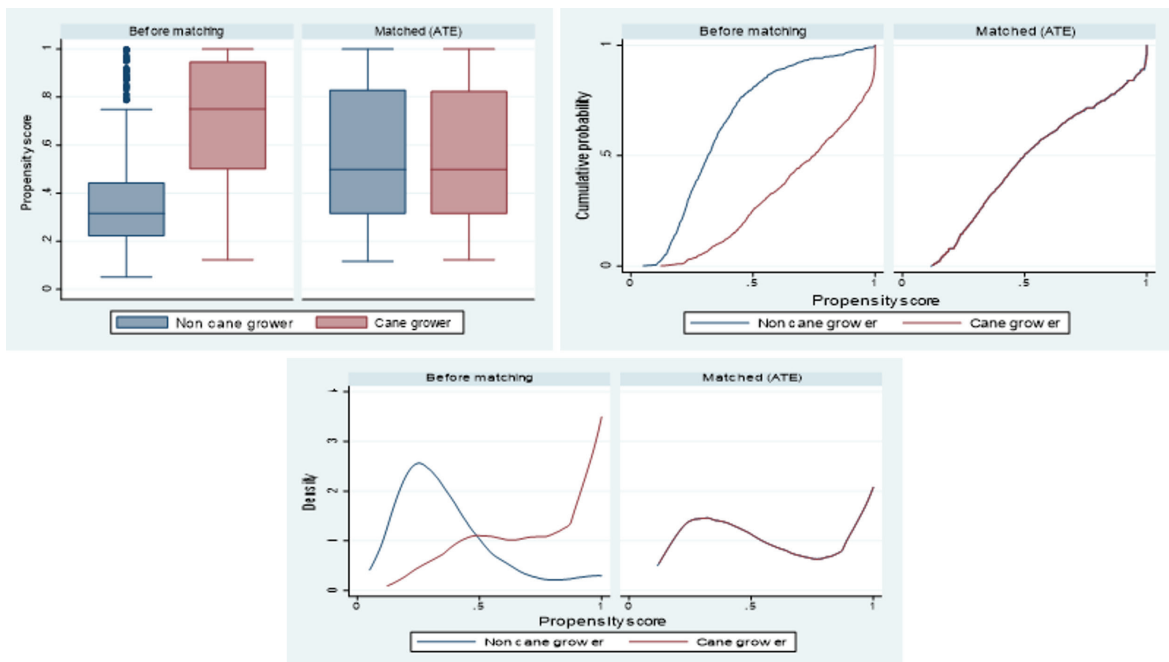 Before matching
Matched (ATE)
Propensity score
0
.2
.4
.6
.8
1
Non cane grower
Cane grower
Before matching
Matched (ATE)
Cumulative probability
0
.5
1
0
.5
1
0
.5
1
Propensity score
Non cane grower
Cane grower
Before matching
Matched (ATE)
Density
0
1
2
3
4
0
.5
1
0
.5
1
Propensity score
Non cane grower
Cane grower